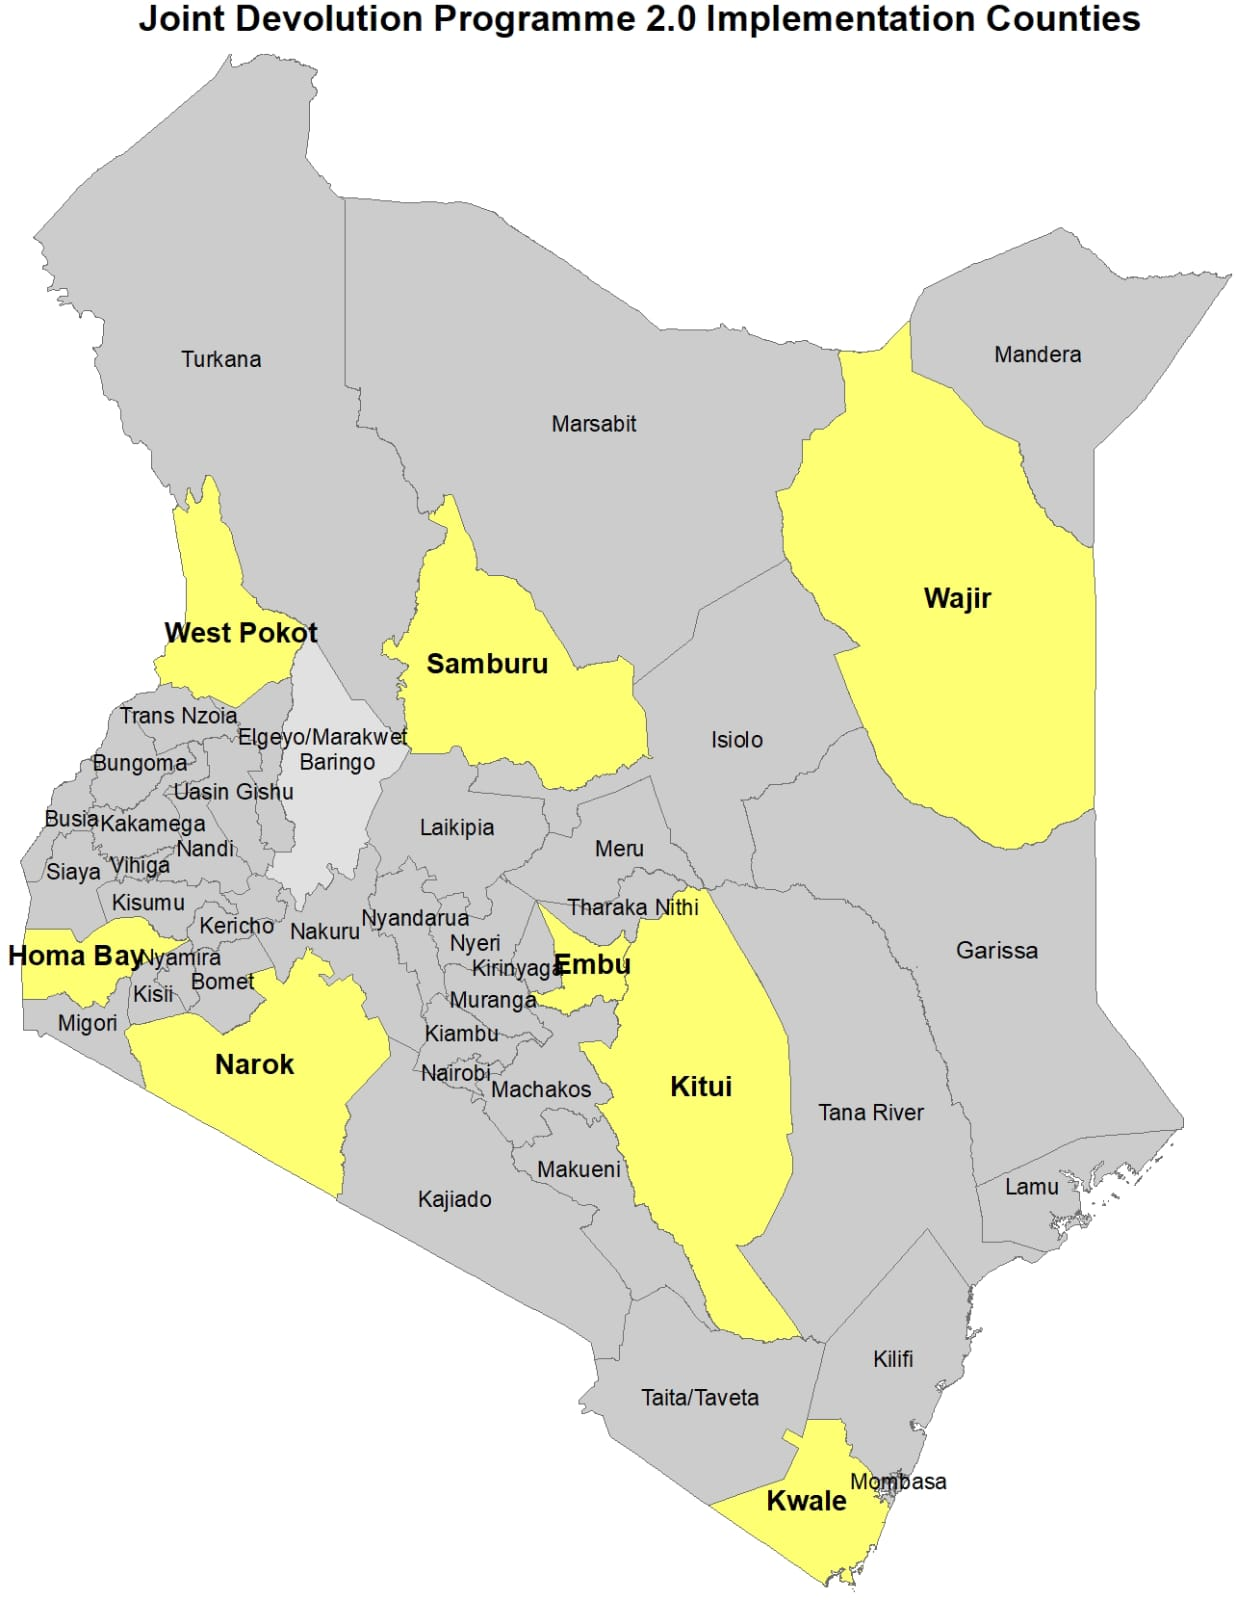 Joint Devolution Programme 2.0 Implementation Counties
Mandera
Turkana
Marsabit
Wajir
West Pokot
Samburu
Trans Nzoia
Elgeyo/Marakwet
Isiolo
Bungoma
Baringo
Uasin Gishu
Busia
Kakamega
Laikipia
Nandi
Meru
Siaya
Vihiga
Kisumu
Tharaka Nithi
Nyandarua
Kericho
Nakuru
Nyeri
Garissa
Homa Bay
Nyamira
Kirinyaga
Embu
Bomet
Kisii
Muranga
Migori
Kiambu
Narok
Nairobi
Kitui
Machakos
Tana River
Makueni
Lamu
Kajiado
Kilifi
Taita/Taveta
Mombasa
Kwale